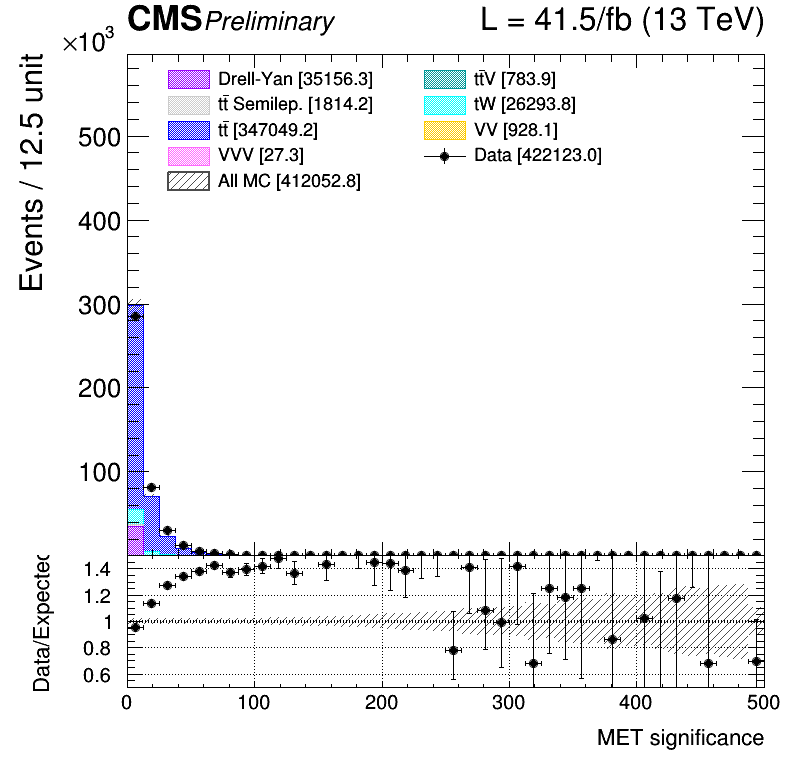 CMS Preliminary L = 41.5/fb (13 TeV)
×10³
Drell-Yan [35156.3] tt̄V [783.9]
tt̄ Semilep. [1814.2] tW [26293.8]
tt̄ [347049.2] VV [928.1]
VVV [27.3] Data [422123.0]
All MC [412052.8]
Events / 12.5 unit
500
400
300
200
100
Data/Expected
1.4
1.2
1
0.8
0.6
0 100 200 300 400 500
MET significance